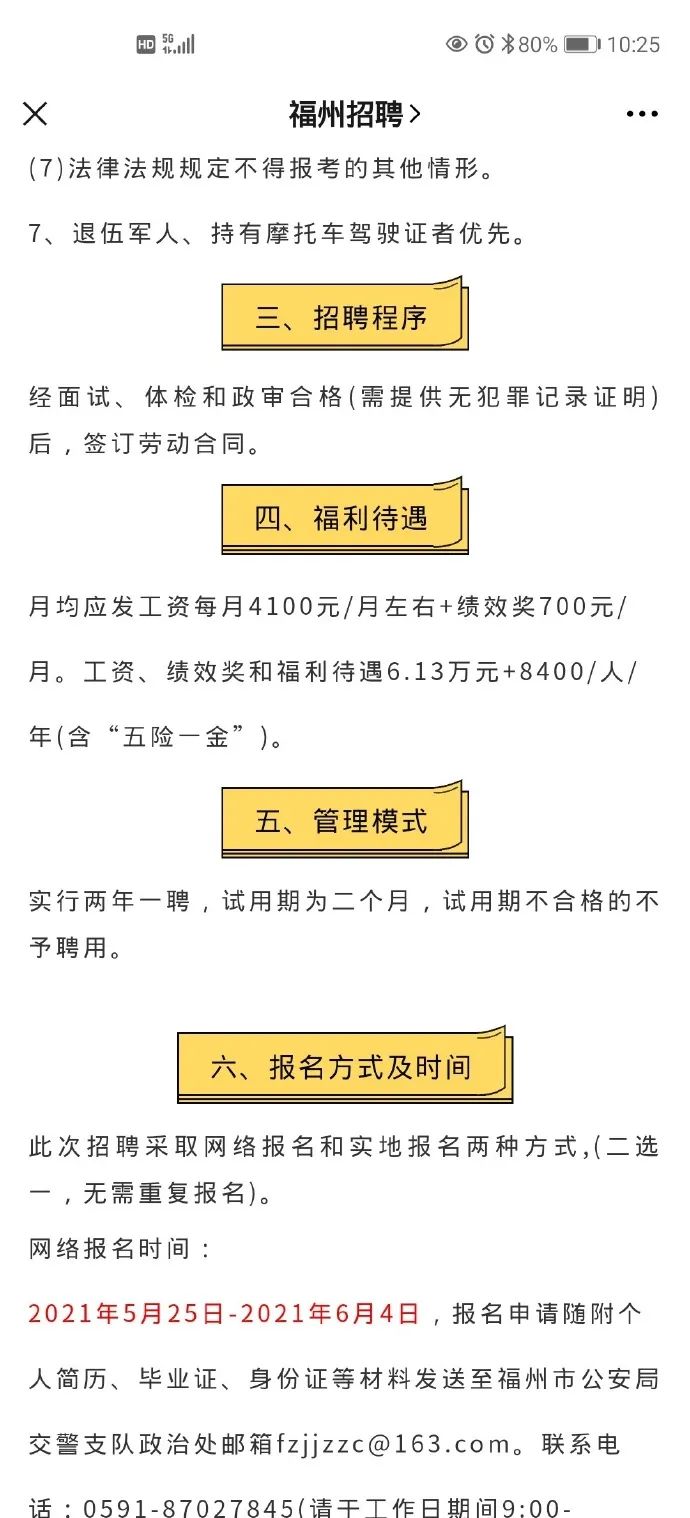 HD 5G 80% 10:25
福州招聘
(7)法律法规规定不得报考的其他情形。
7、退伍军人、持有摩托车驾驶证者优先。
三、招聘程序
经面试、体检和政审合格(需提供无犯罪记录证明)
后，签订劳动合同。
四、福利待遇
月均应发工资每月4100元/月左右+绩效奖700元/
月。工资、绩效奖和福利待遇6.13万元+8400/人/
年(含“五险一金”)。
五、管理模式
实行两年一聘，试用期为二个月，试用期不合格的不
予聘用。
六、报名方式及时间
此次招聘采取网络报名和实地报名两种方式,(二选
一，无需重复报名)。
网络报名时间：
2021年5月25日-2021年6月4日，报名申请随附个
人简历、毕业证、身份证等材料发送至福州市公安局
交警支队政治处邮箱fzjjzzc@163.com。联系电
话：0591-87027845(请于工作日期间9:00-